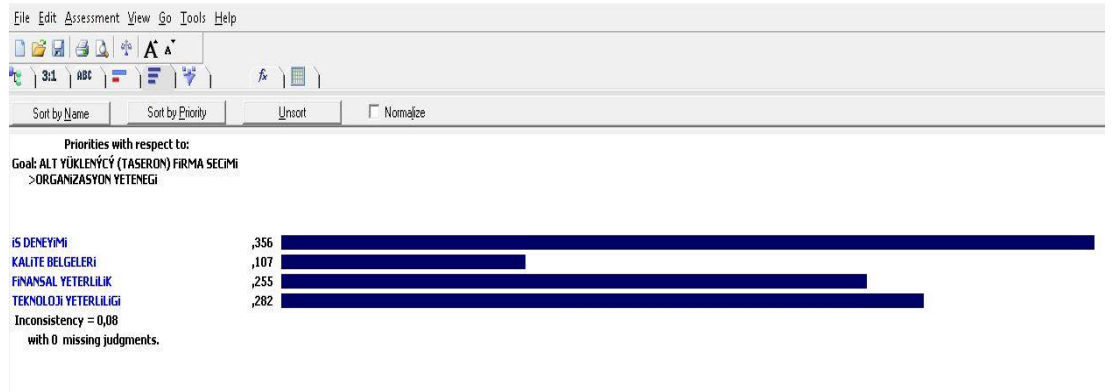 File Edit Assessment View Go Tools Help
A A
3:1 ABC fx
Sort by Name Sort by Priority Unsort Normalize
Priorities with respect to:
Goal: ALT YÜKLENÝCÝ (TASERON) FiRMA SECiMi
>ORGANiZASYON YETENEGi
iS DENEYiMi ,356
KALiTE BELGELERi ,107
FiNANSAL YETERLiLiK ,255
TEKNOLOJi YETERLiLiGi ,282
Inconsistency = 0,08
with 0 missing judgments.